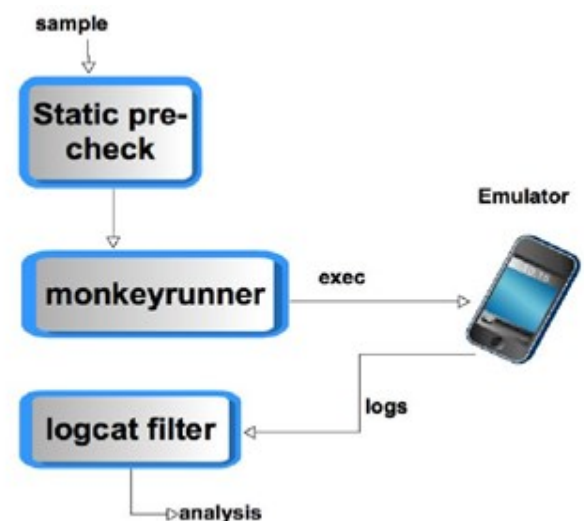 sample
Static pre-
check
Emulator
monkeyrunner
exec
logs
logcat filter
analysis